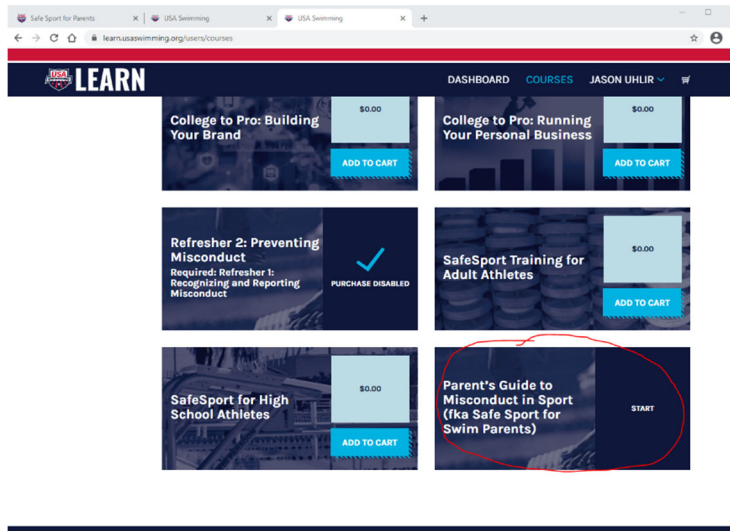 Safe Sport for Parents
USA Swimming
USA Swimming
learn.usaswimming.org/users/courses
USA
LEARN
DASHBOARD
COURSES
JASON UHLIR
College to Pro: Building
Your Brand
$0.00
ADD TO CART
College to Pro: Running
Your Personal Business
$0.00
ADD TO CART
Refresher 2: Preventing
Misconduct
Required: Refresher 1:
Recognizing and Reporting
Misconduct
PURCHASE DISABLED
SafeSport Training for
Adult Athletes
$0.00
ADD TO CART
SafeSport for High
School Athletes
$0.00
ADD TO CART
Parent's Guide to
Misconduct in Sport
(fka Safe Sport for
Swim Parents)
START